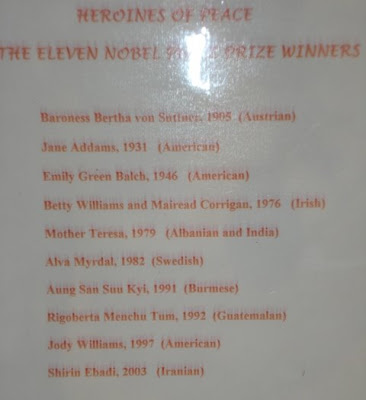 HEROINES OF PEACE
THE ELEVEN NOBEL PEACE PRIZE WINNERS
Baroness Bertha von Suttner, 1905 (Austrian)
Jane Addams, 1931 (American)
Emily Green Balch, 1946 (American)
Betty Williams and Mairead Corrigan, 1976 (Irish)
Mother Teresa, 1979 (Albanian and India)
Alva Myrdal, 1982 (Swedish)
Aung San Suu Kyi, 1991 (Burmese)
Rigoberta Menchu Tum, 1992 (Guatemalan)
Jody Williams, 1997 (American)
Shirin Ebadi, 2003 (Iranian)